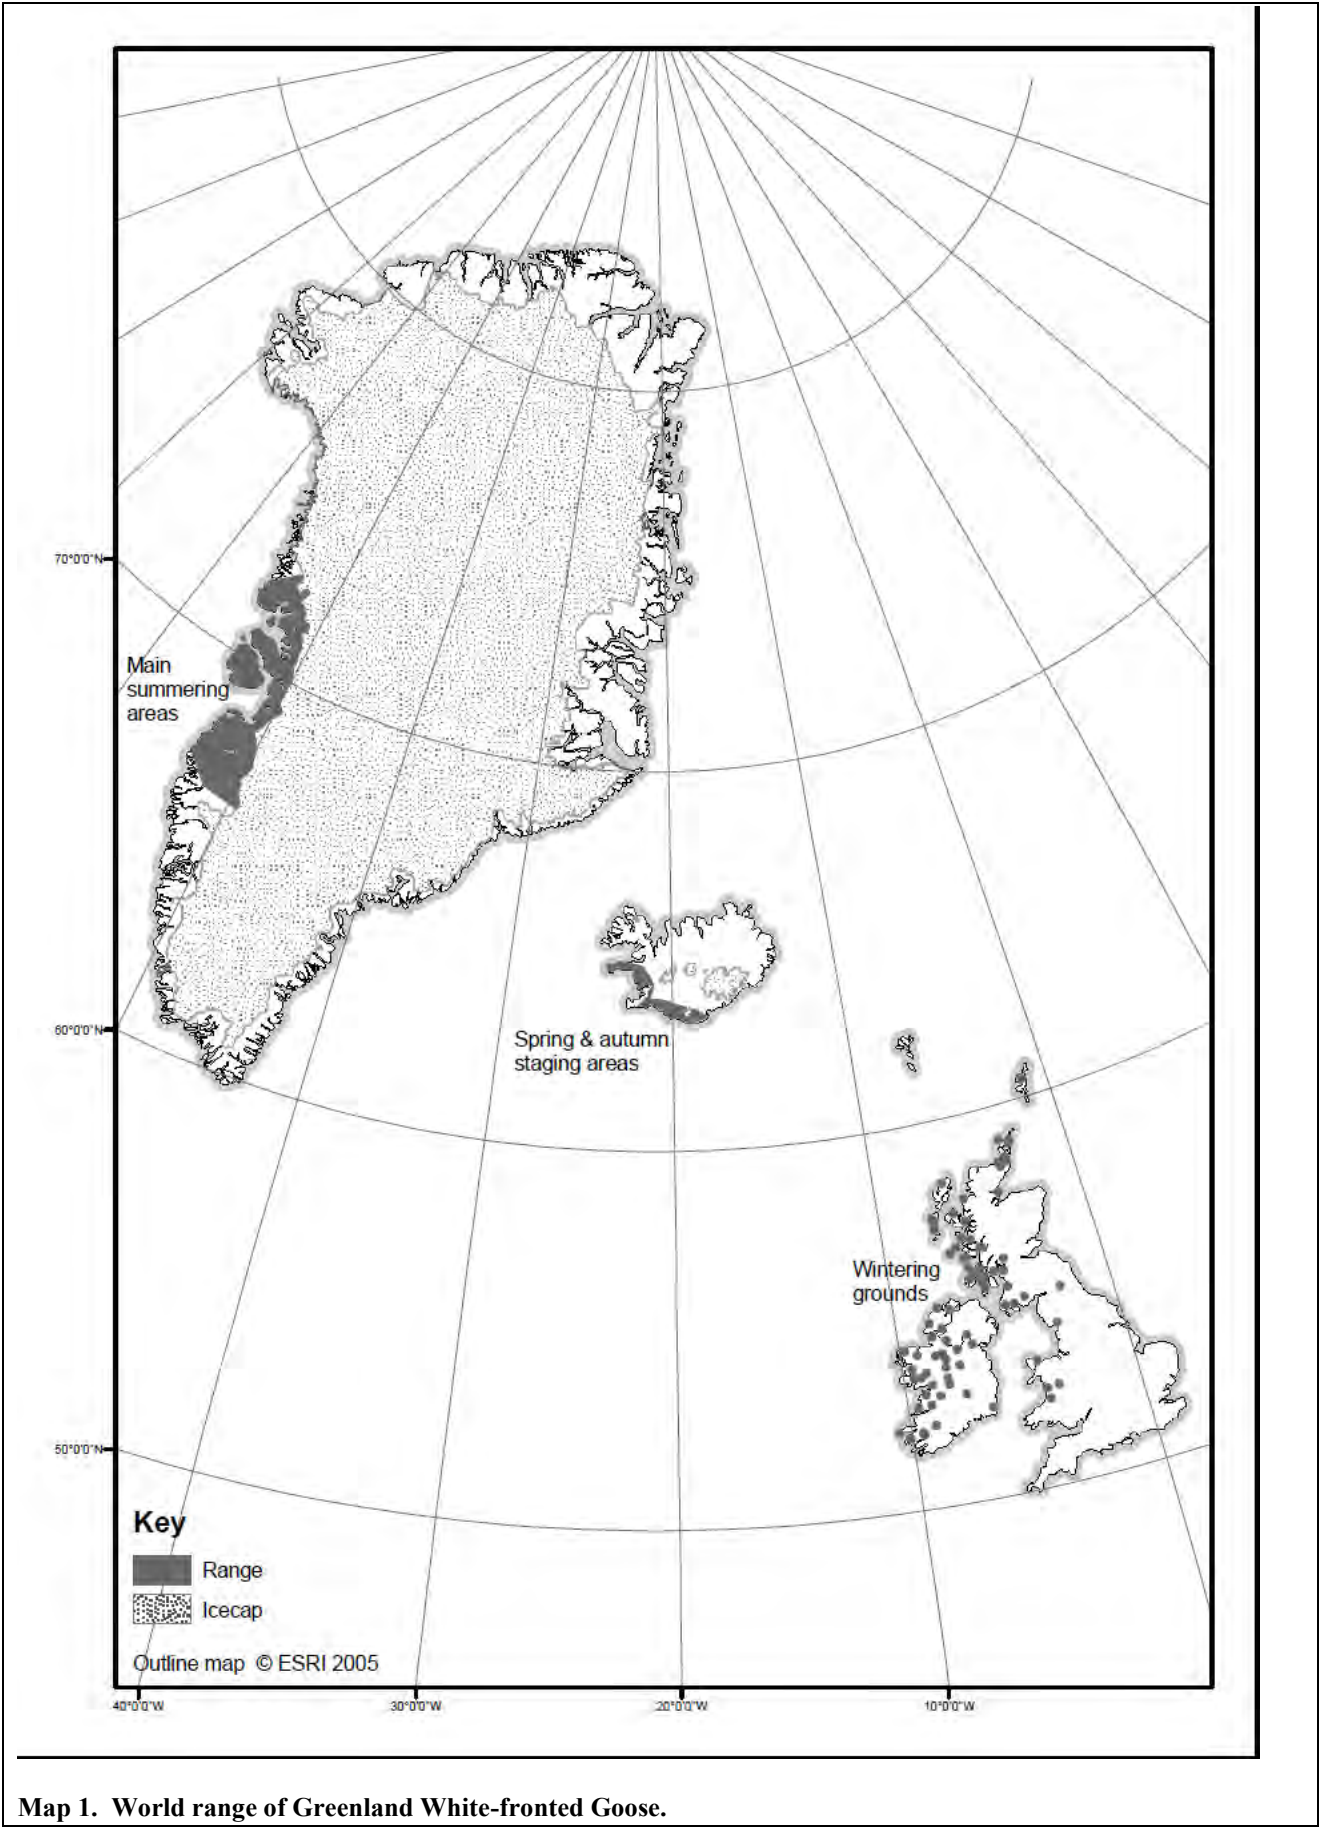 70°0'0"N
Main
summering
areas
60°0'0"N
Spring & autumn
staging areas
Wintering
grounds
50°0'0"N
Key
Range
Icecap
Outline map © ESRI 2005
40°0'0"W
30°0'0"W
20°0'0"W
10°0'0"W
Map 1. World range of Greenland White-fronted Goose.